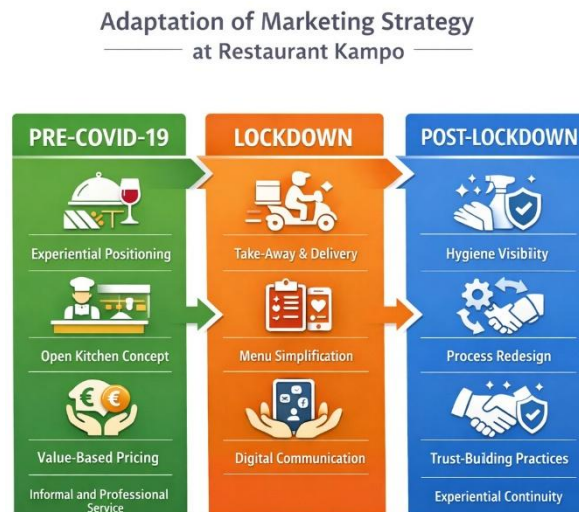 Adaptation of Marketing Strategy
at Restaurant Kampo
PRE-COVID-19
Experiential Positioning
Open Kitchen Concept
€ €
Value-Based Pricing
Informal and Professional
Service
LOCKDOWN
Take-Away & Delivery
Menu Simplification
Digital Communication
POST-LOCKDOWN
Hygiene Visibility
Process Redesign
Trust-Building Practices
Experiential Continuity